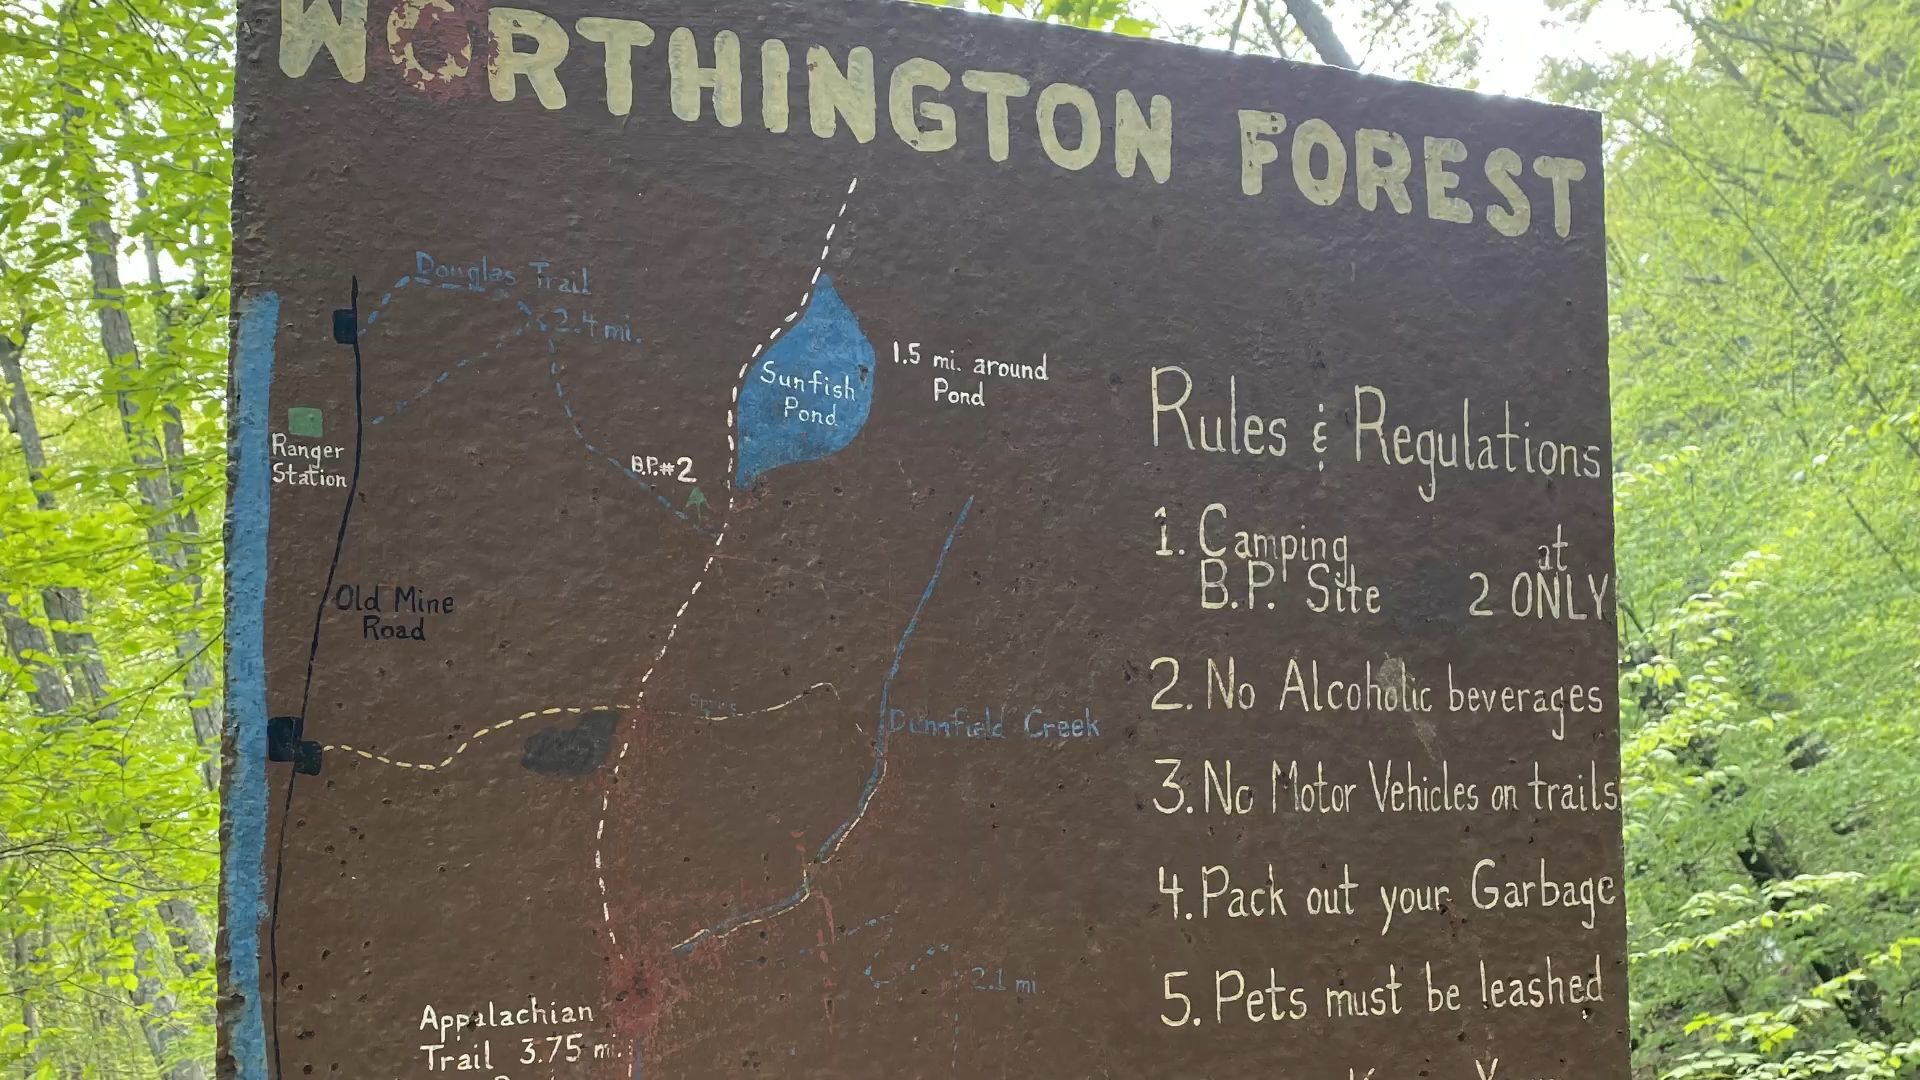 WORTHINGTON FOREST
Douglas Trail
2.4 mi.
Sunfish
Pond
1.5 mi. around
Pond
Ranger
Station
B.P.#2
Old Mine
Road
Dunnfield Creek
2.1 mi.
Appalachian
Trail 3.75 mi.
Rules & Regulations
1. Camping at
B.P. Site 2 ONLY
2. No Alcoholic beverages
3. No Motor Vehicles on trails
4. Pack out your Garbage
5. Pets must be leashed